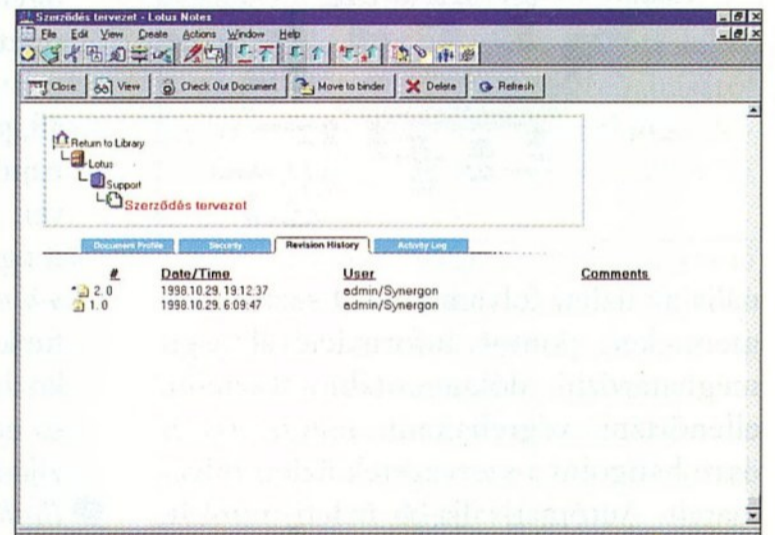 Szerződés tervezet - Lotus Notes
File Edit View Create Actions Window Help
Close View Check Out Document Move to binder Delete Refresh
Return to Library
Lotus
Support
Szerződés tervezet
Document Profile Security Revision History Activity Log
# Date/Time User Comments
* 2. 0 1998.10.29. 19:12:37 admin/Synergon
1. 0 1998.10.29. 6:09:47 admin/Synergon